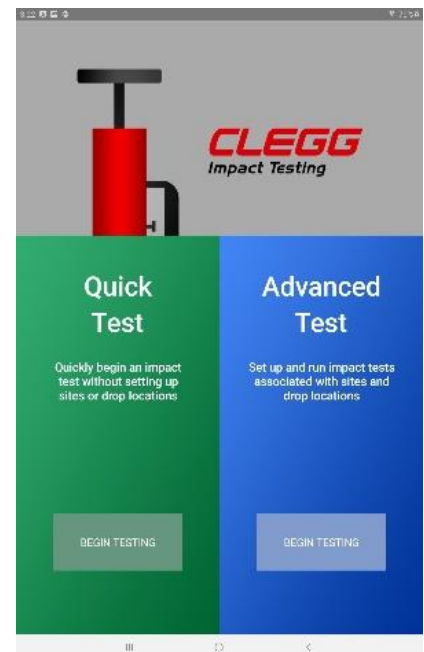 CLEGG
Impact Testing
Quick
Test
Quickly begin an impact
test without setting up
sites or drop locations
BEGIN TESTING
Advanced
Test
Set up and run impact tests
associated with sites and
drop locations
BEGIN TESTING